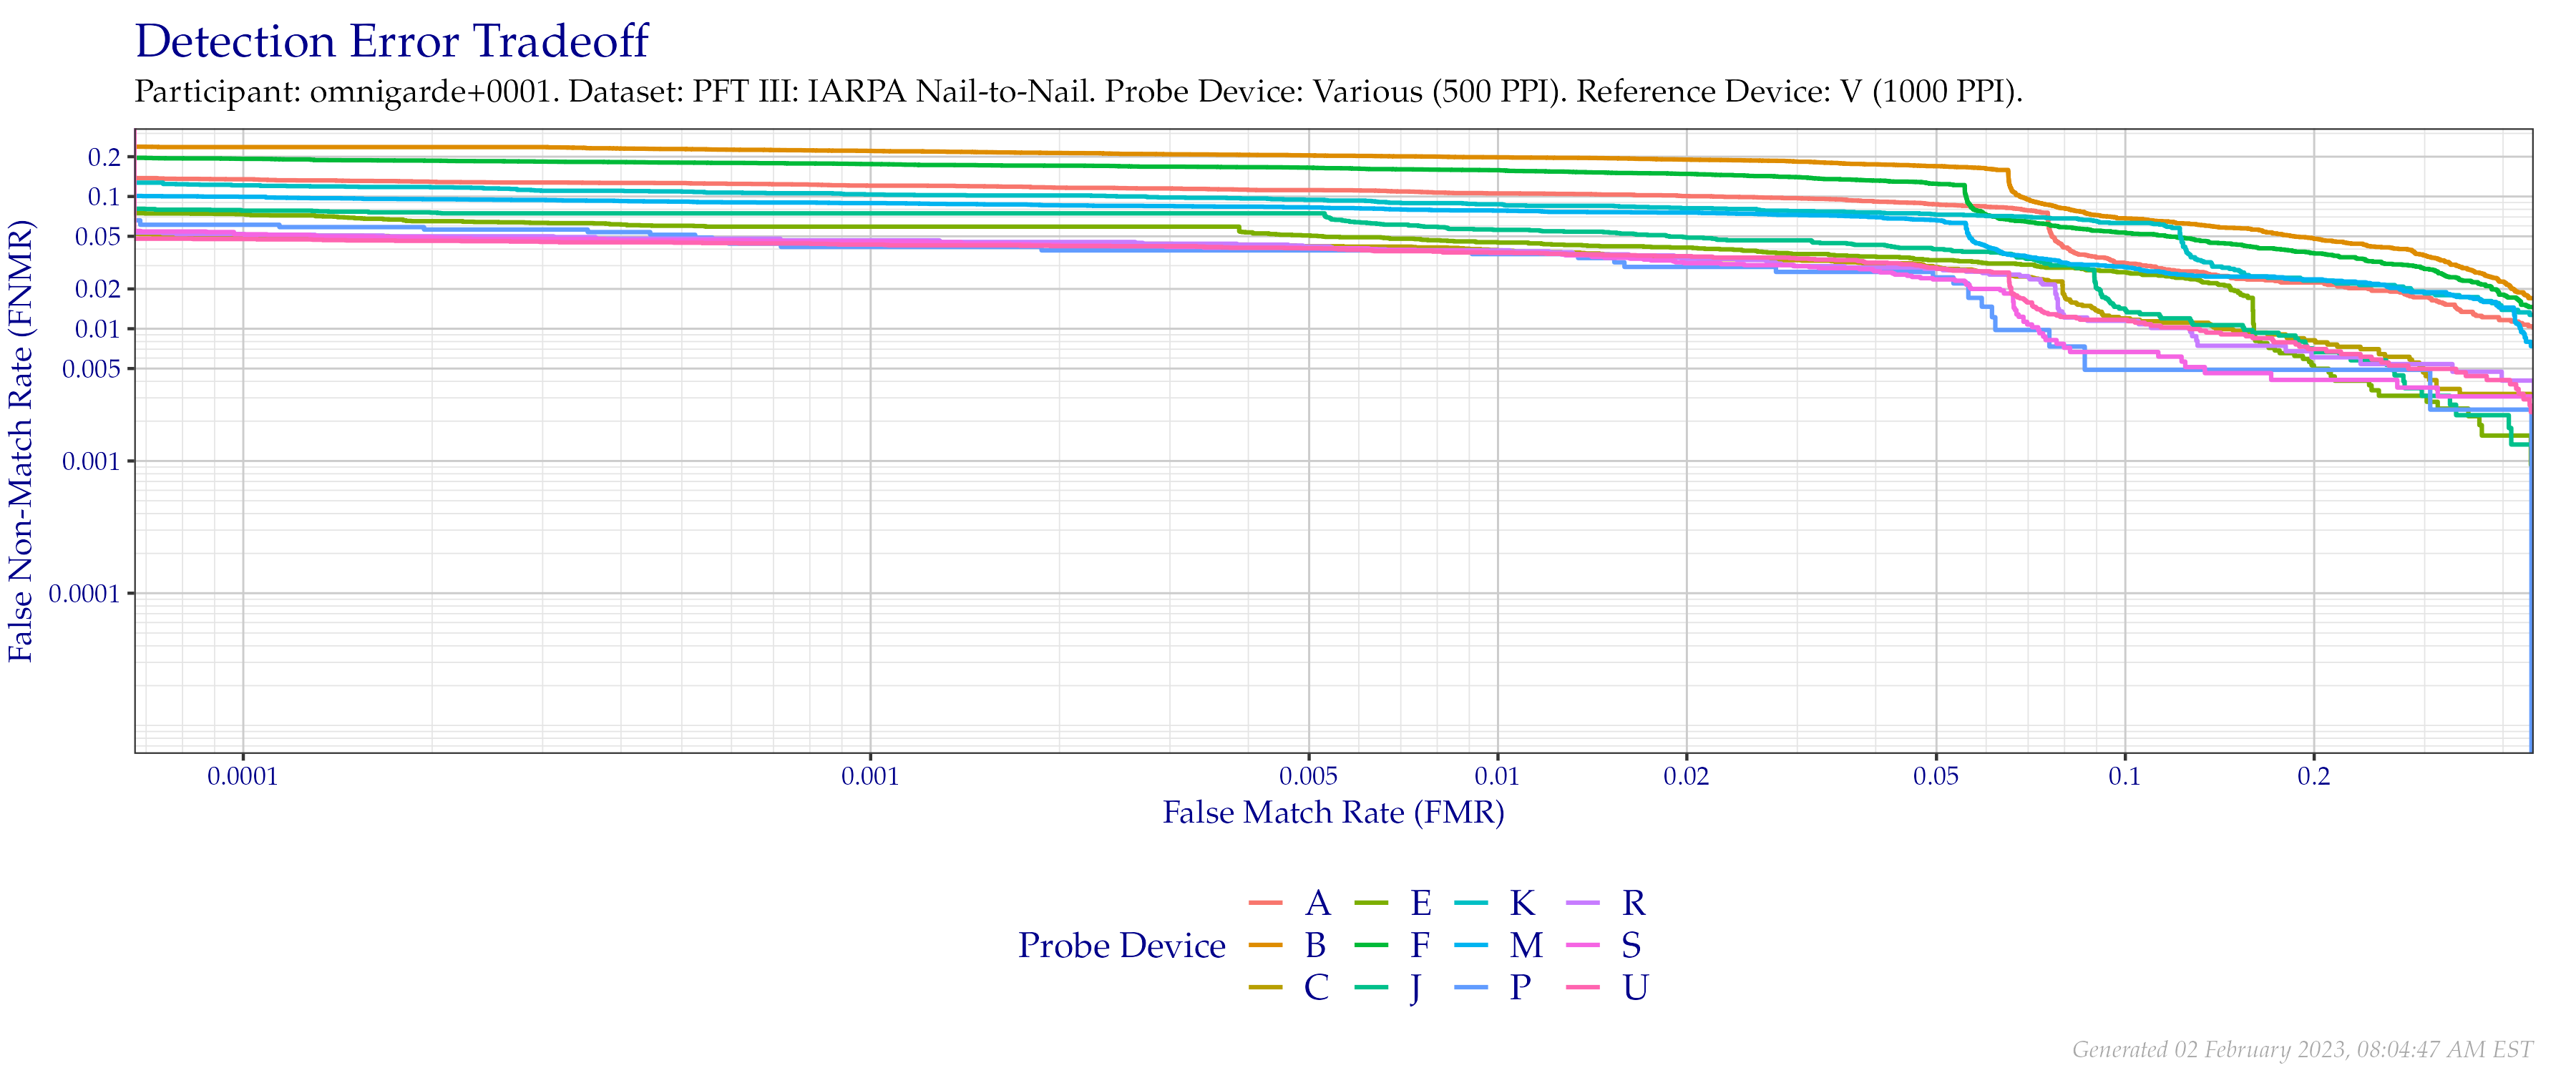 Detection Error Tradeoff
Participant: omnigarde+0001. Dataset: PFT III: IARPA Nail-to-Nail. Probe Device: Various (500 PPI). Reference Device: V (1000 PPI).
False Non-Match Rate (FNMR)
0.2
0.1
0.05
0.02
0.01
0.005
0.001
0.0001
0.0001 0.001 0.005 0.01 0.02 0.05 0.1 0.2
False Match Rate (FMR)
A E K R
Probe Device B F M S
C J P U
Generated 02 February 2023, 08:04:47 AM EST